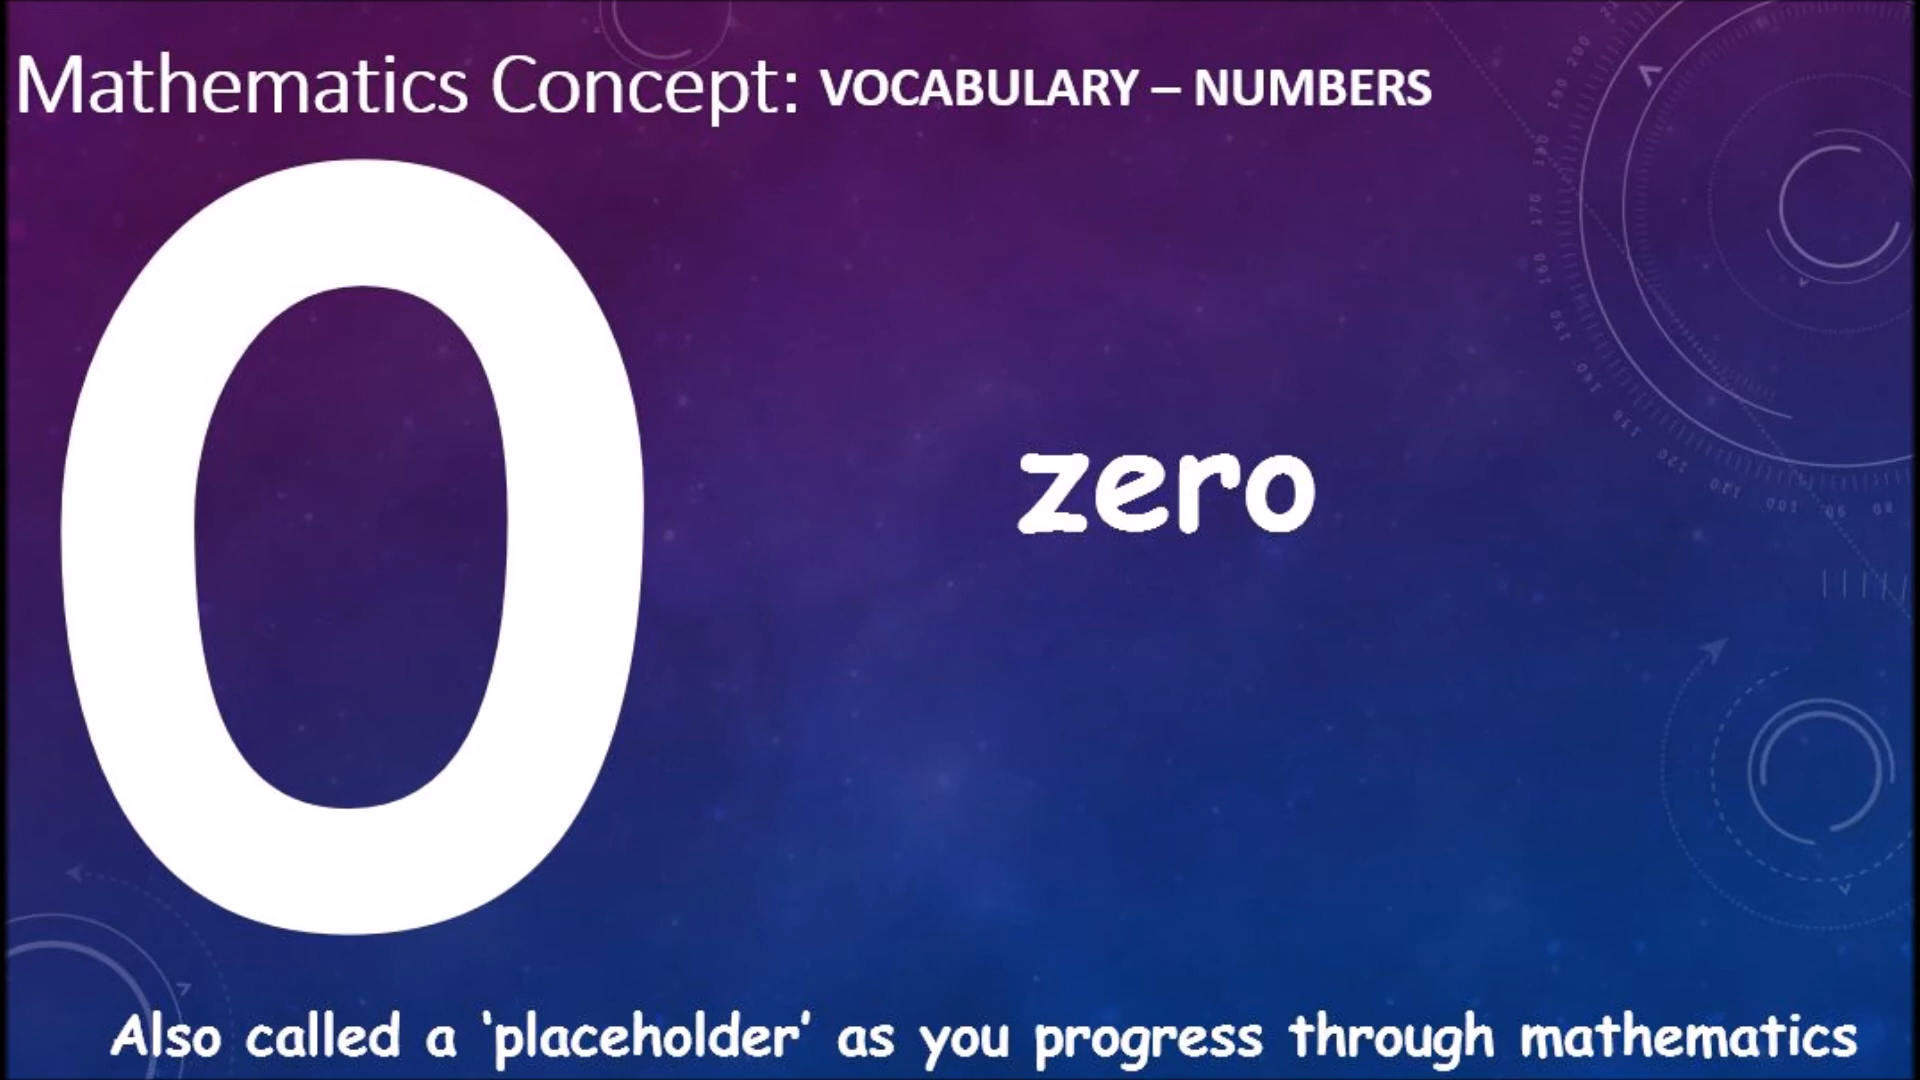 Mathematics Concept: VOCABULARY – NUMBERS
0
zero
Also called a ‘placeholder’ as you progress through mathematics